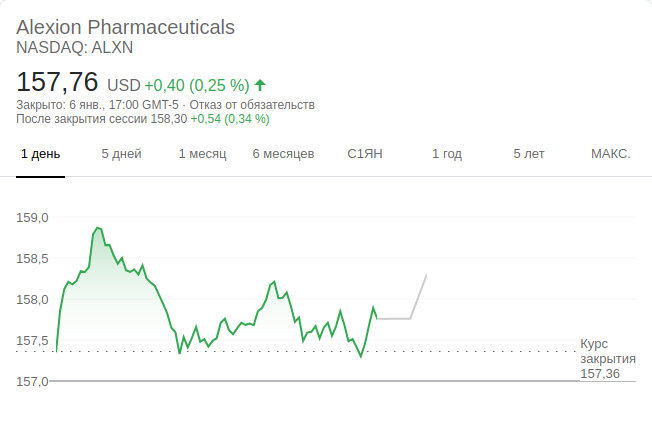 Alexion Pharmaceuticals
NASDAQ: ALXN
157,76 USD +0,40 (0,25 %)
Закрыто: 6 янв., 17:00 GMT-5 · Отказ от обязательств
После закрытия сессии 158,30 +0,54 (0,34 %)
1 день 5 дней 1 месяц 6 месяцев С1ЯН 1 год 5 лет МАКС.
159,0
158,5
158,0
157,5
Курс
закрытия
157,36
157,0